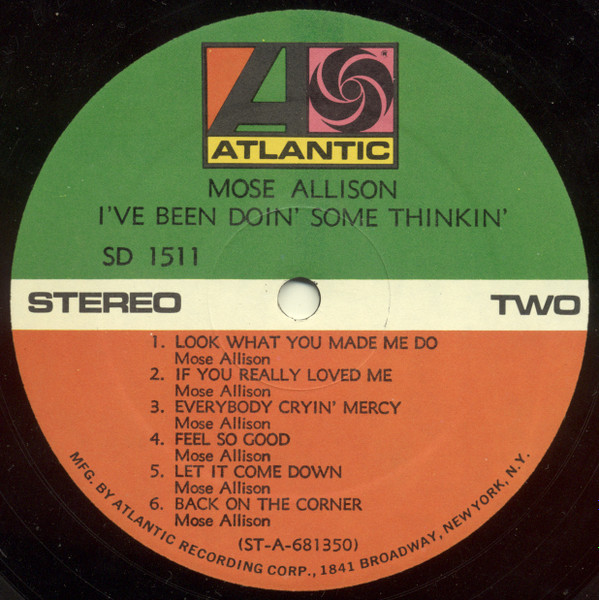 ATLANTIC
MOSE ALLISON
I'VE BEEN DOIN' SOME THINKIN'
SD 1511
STEREO TWO
1. LOOK WHAT YOU MADE ME DO
Mose Allison
2. IF YOU REALLY LOVED ME
Mose Allison
3. EVERYBODY CRYIN' MERCY
Mose Allison
4. FEEL SO GOOD
Mose Allison
5. LET IT COME DOWN
Mose Allison
6. BACK ON THE CORNER
Mose Allison
(ST-A-681350)
MFG. BY ATLANTIC RECORDING CORP., 1841 BROADWAY, NEW YORK, N.Y.